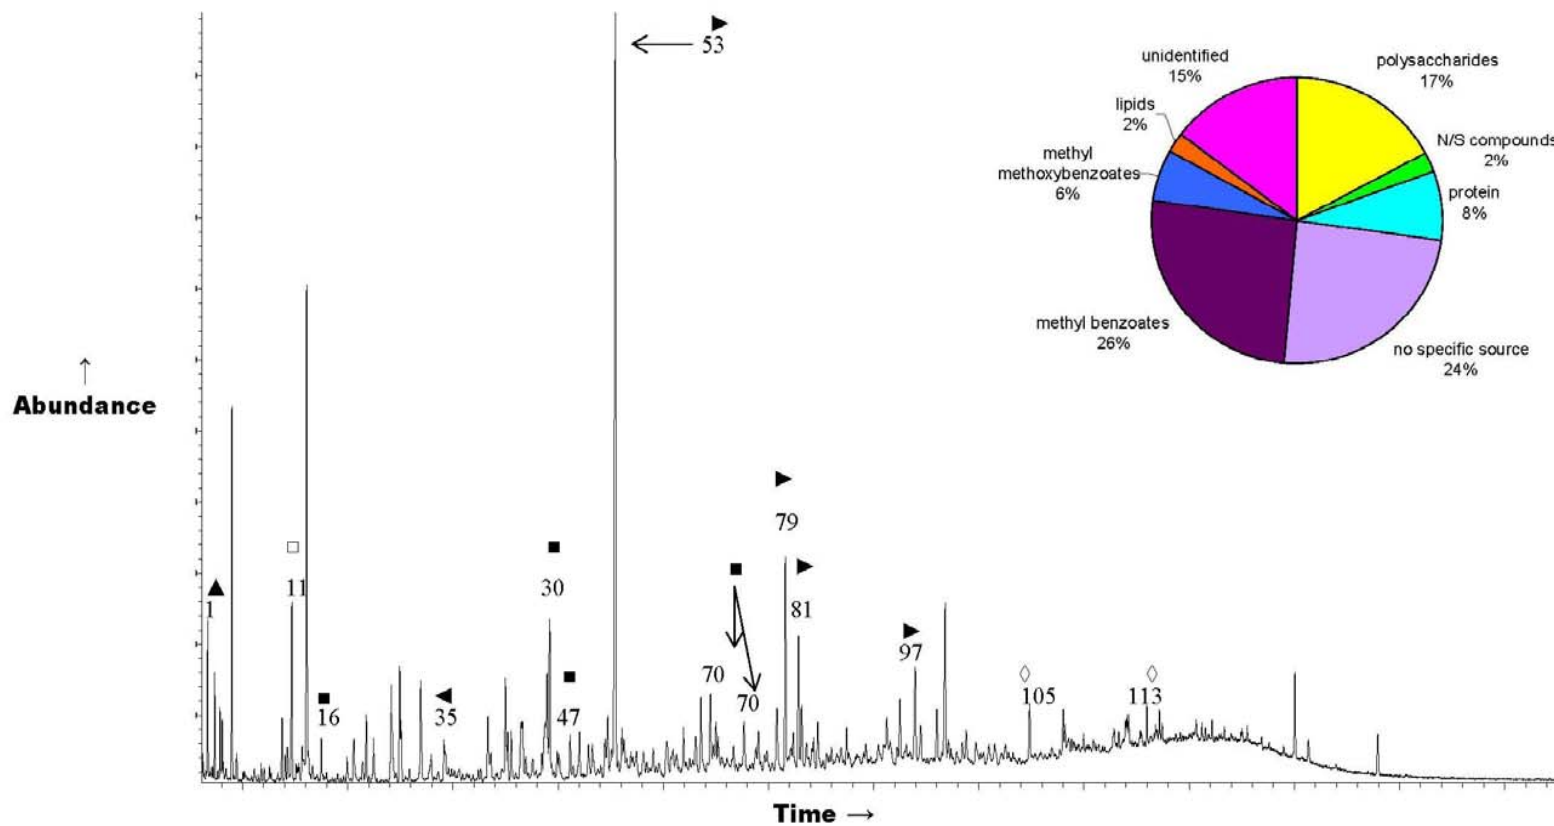 53
unidentified
15%
polysaccharides
17%
lipids
2%
N/S compounds
2%
methyl
methoxybenzoates
6%
protein
8%
methyl benzoates
26%
no specific source
24%
↑
Abundance
79
1
11
30
81
70
97
16
35
47
70
105
113
Time →